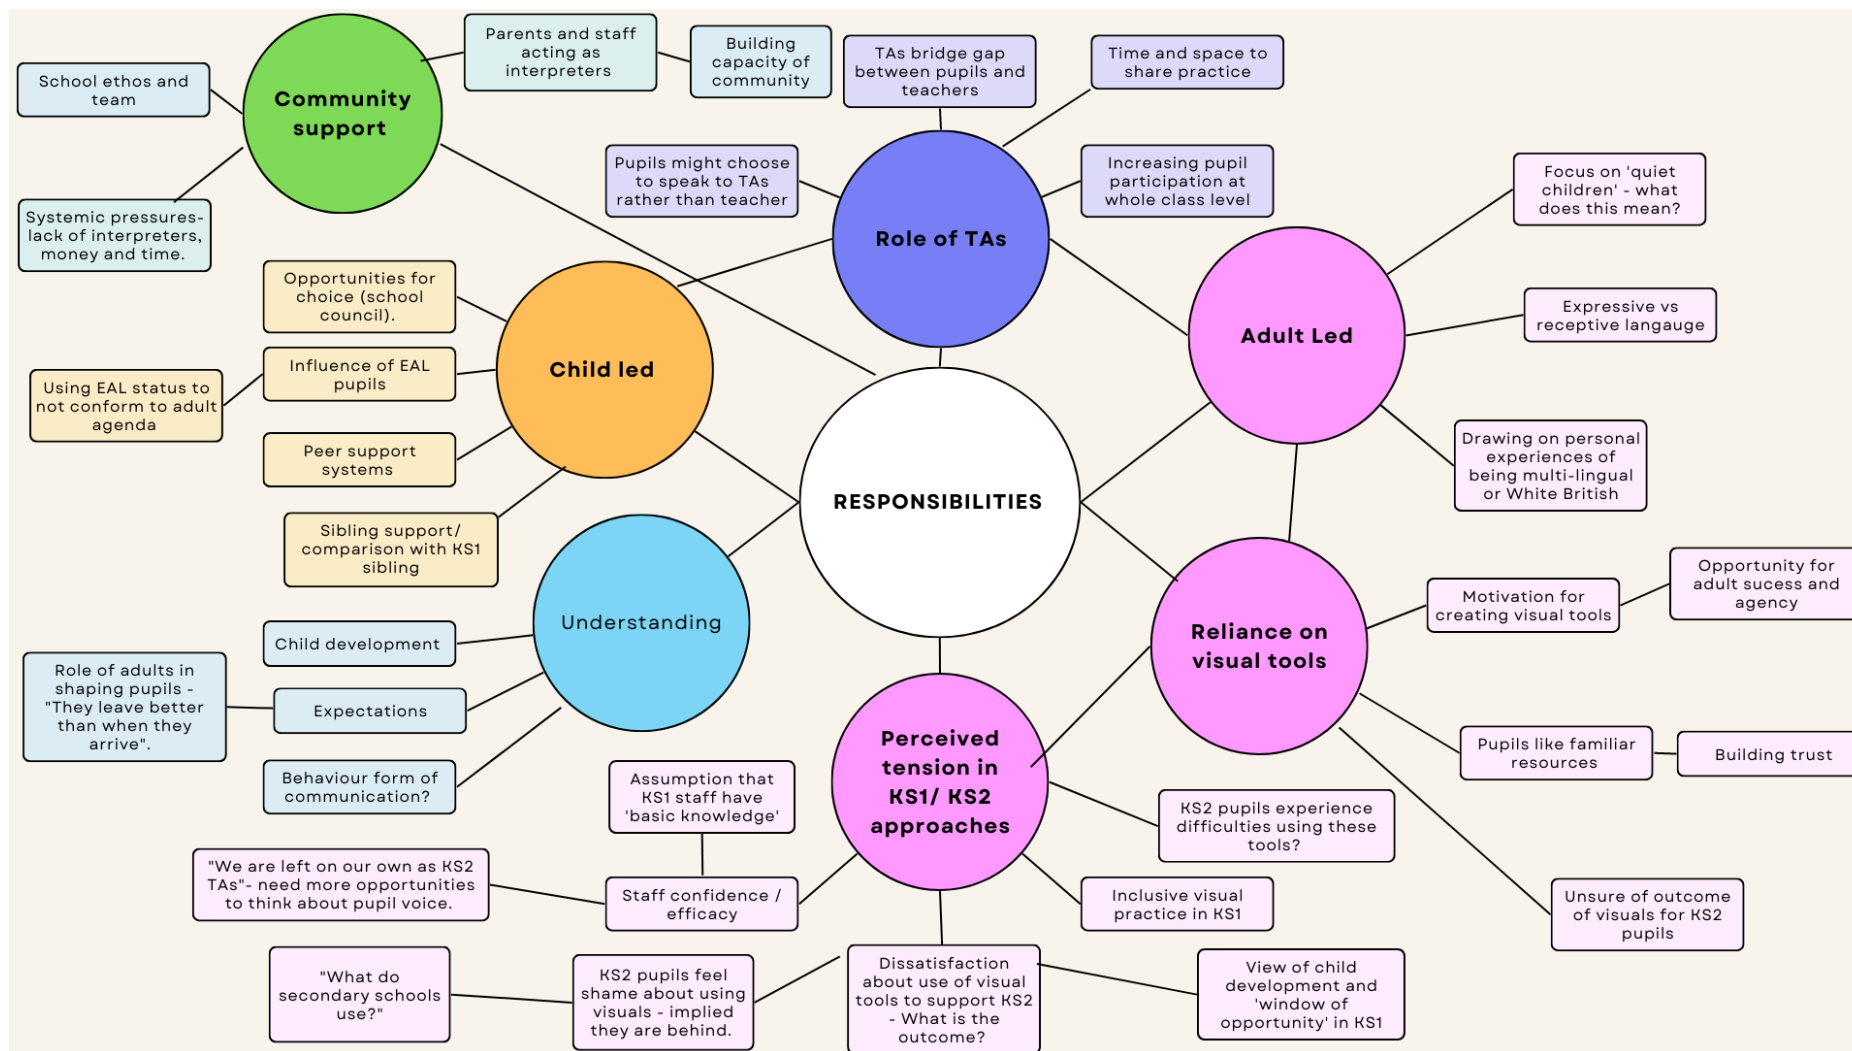 Community
support
School ethos and
team
Parents and staff
acting as
interpreters
Building
capacity of
community
Systemic pressures-
lack of interpreters,
money and time.
Role of TAs
TAs bridge gap
between pupils and
teachers
Time and space to
share practice
Pupils might choose
to speak to TAs
rather than teacher
Increasing pupil
participation at
whole class level
Adult Led
Focus on 'quiet
children' - what
does this mean?
Expressive vs
receptive langauge
Drawing on personal
experiences of
being multi-lingual
or White British
Child led
Opportunities for
choice (school
council).
Influence of EAL
pupils
Using EAL status to
not conform to adult
agenda
Peer support
systems
Sibling support/
comparison with KS1
sibling
RESPONSIBILITIES
Understanding
Child development
Expectations
Role of adults in
shaping pupils -
"They leave better
than when they
arrive".
Behaviour form of
communication?
Reliance on
visual tools
Motivation for
creating visual tools
Opportunity for
adult sucess and
agency
Pupils like familiar
resources
Building trust
Unsure of outcome
of visuals for KS2
pupils
Perceived
tension in
KS1/ KS2
approaches
KS2 pupils experience
difficulties using these
tools?
Inclusive visual
practice in KS1
Assumption that
KS1 staff have
'basic knowledge'
Staff confidence /
efficacy
"We are left on our own as KS2
TAs"- need more opportunities
to think about pupil voice.
Dissatisfaction
about use of visual
tools to support KS2
- What is the
outcome?
View of child
development and
'window of
opportunity' in KS1
KS2 pupils feel
shame about using
visuals - implied
they are behind.
"What do
secondary schools
use?"